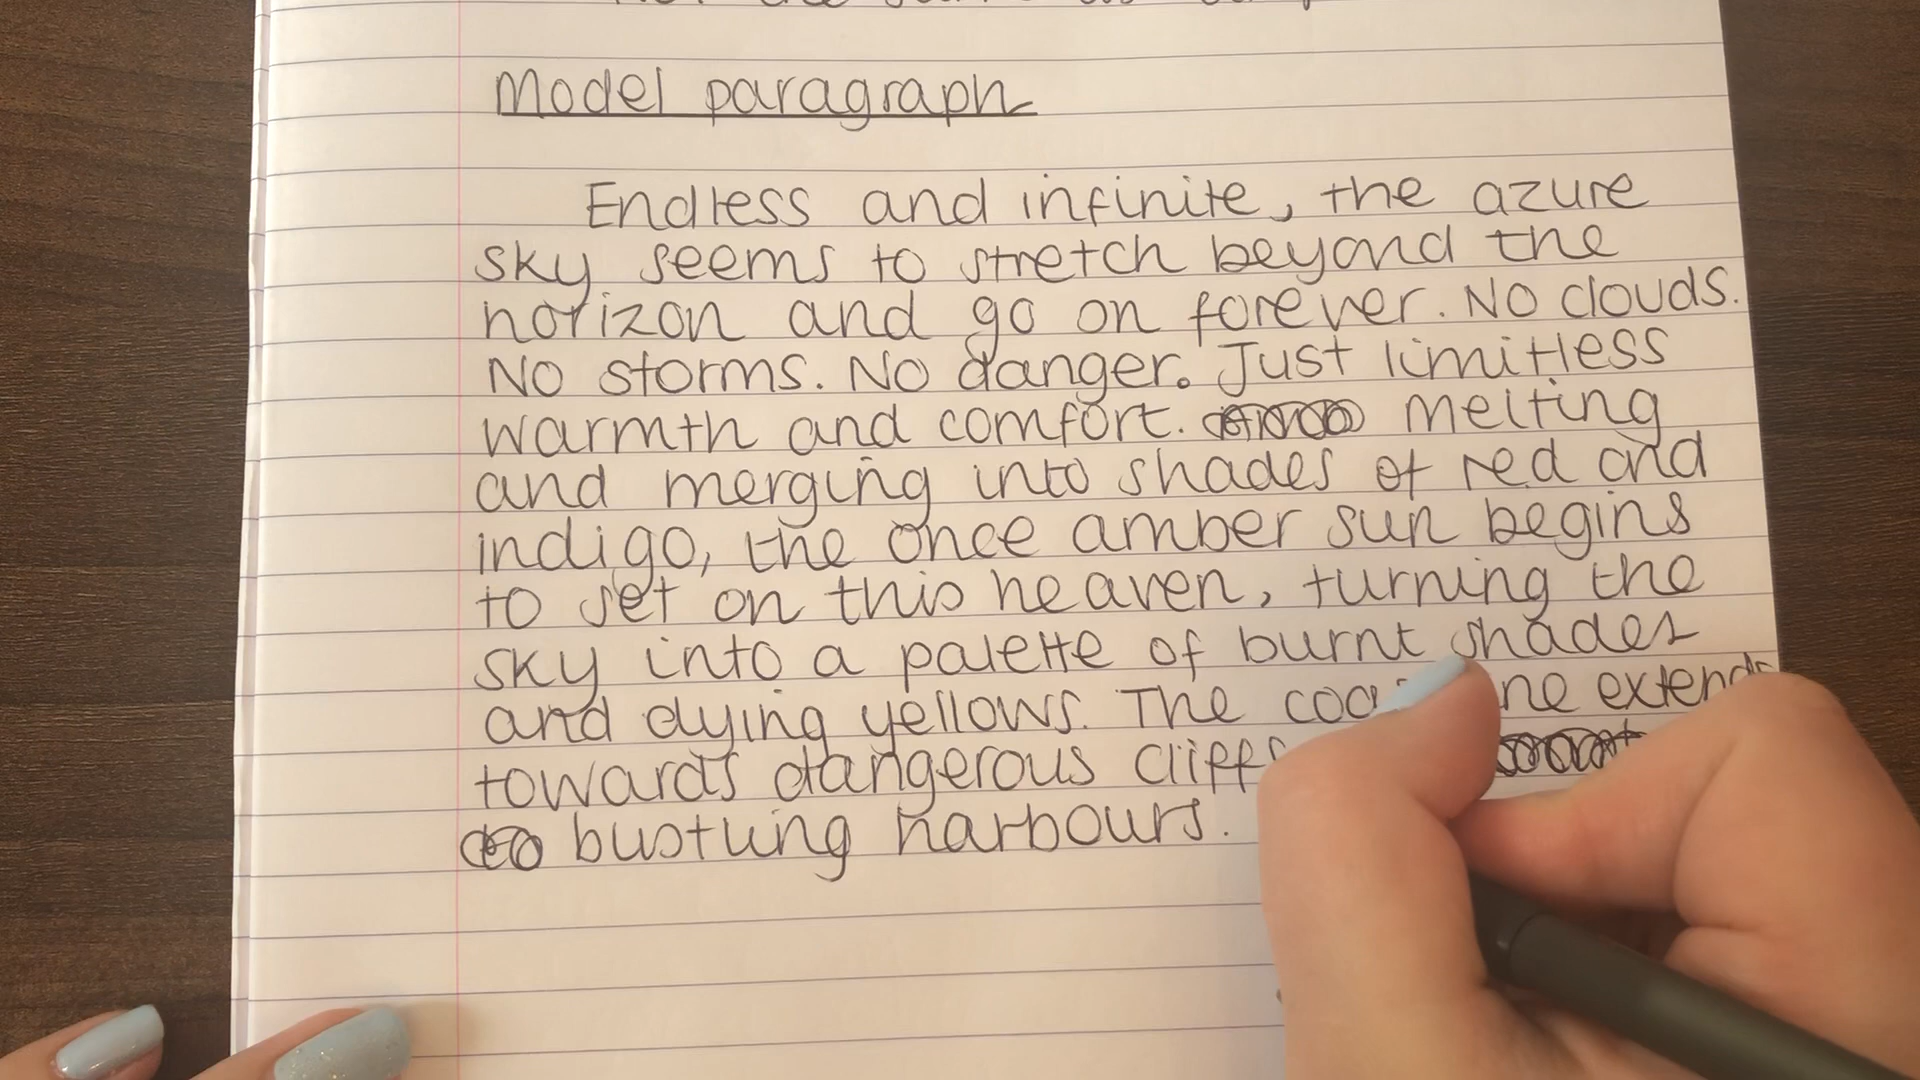 Model paragraph
Endless and infinite, the azure
sky seems to stretch beyond the
horizon and go on forever. No clouds.
No storms. No danger. Just limitless
warmth and comfort. Melting
and merging into shades of red and
indigo, the once amber sun begins
to set on this heaven, turning the
sky into a palette of burnt shades
and dying yellows. The extends
towards dangerous cliffs
bustling harbours.